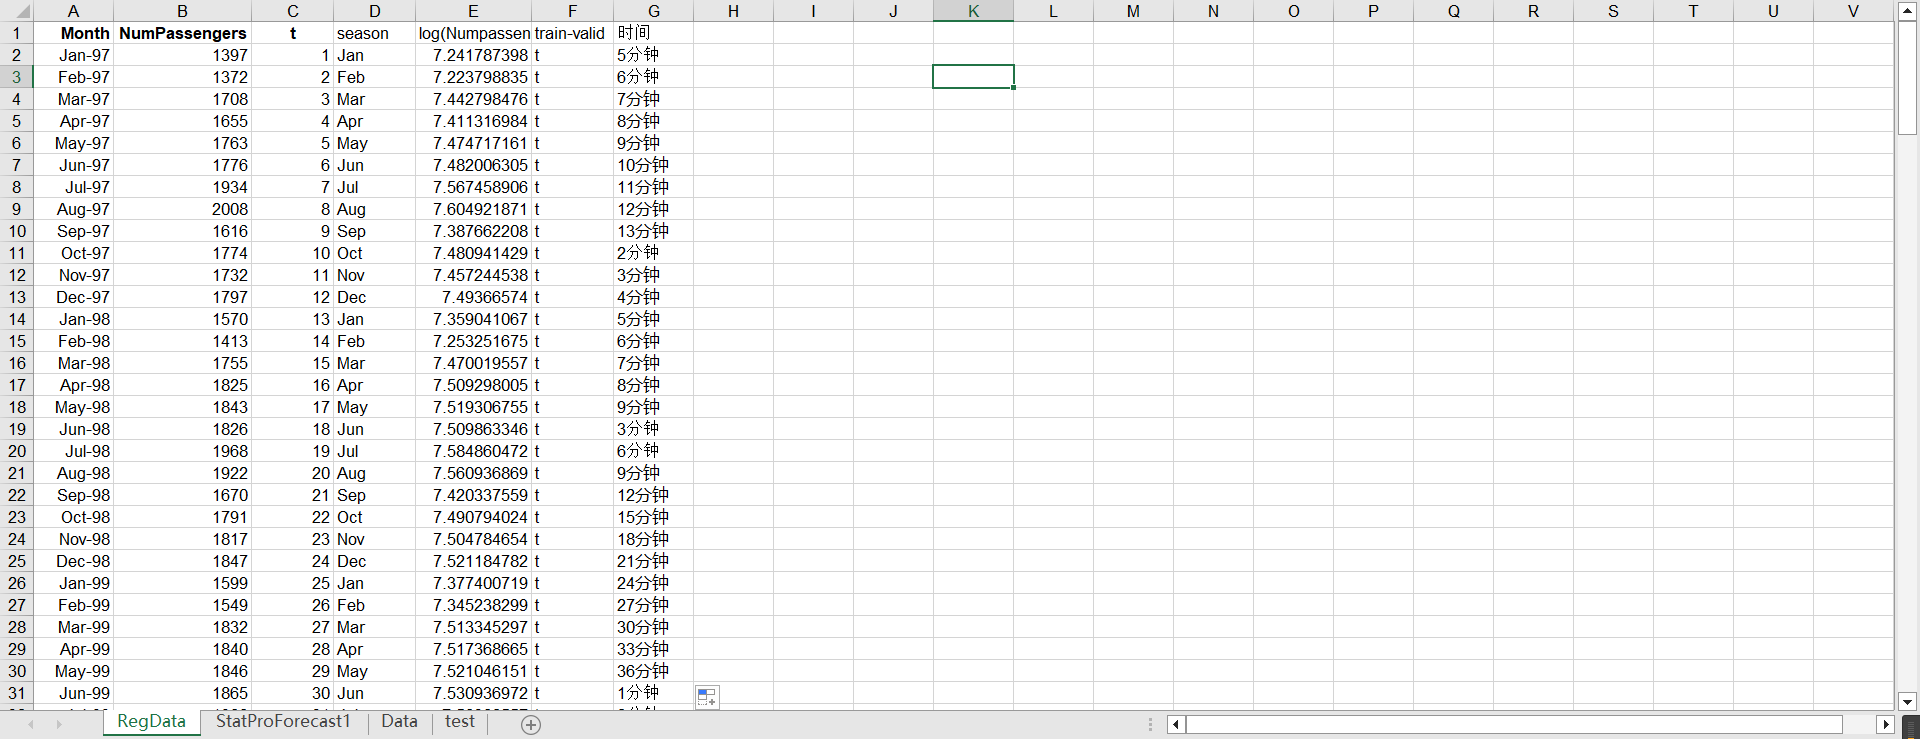 A B C D E F G H I J K L M N O P Q R S T U V
1 Month NumPassengers t season log(Numpassen train-valid 时间
2 Jan-97 1397 1 Jan 7.241787398 t 5分钟
3 Feb-97 1372 2 Feb 7.223798835 t 6分钟
4 Mar-97 1708 3 Mar 7.442798476 t 7分钟
5 Apr-97 1655 4 Apr 7.411316984 t 8分钟
6 May-97 1763 5 May 7.474717161 t 9分钟
7 Jun-97 1776 6 Jun 7.482006305 t 10分钟
8 Jul-97 1934 7 Jul 7.567458906 t 11分钟
9 Aug-97 2008 8 Aug 7.604921871 t 12分钟
10 Sep-97 1616 9 Sep 7.387662208 t 13分钟
11 Oct-97 1774 10 Oct 7.480941429 t 2分钟
12 Nov-97 1732 11 Nov 7.457244538 t 3分钟
13 Dec-97 1797 12 Dec 7.49366574 t 4分钟
14 Jan-98 1570 13 Jan 7.359041067 t 5分钟
15 Feb-98 1413 14 Feb 7.253251675 t 6分钟
16 Mar-98 1755 15 Mar 7.470019557 t 7分钟
17 Apr-98 1825 16 Apr 7.509298005 t 8分钟
18 May-98 1843 17 May 7.519306755 t 9分钟
19 Jun-98 1826 18 Jun 7.509863346 t 3分钟
20 Jul-98 1968 19 Jul 7.584860472 t 6分钟
21 Aug-98 1922 20 Aug 7.560936869 t 9分钟
22 Sep-98 1670 21 Sep 7.420337559 t 12分钟
23 Oct-98 1791 22 Oct 7.490794024 t 15分钟
24 Nov-98 1817 23 Nov 7.504784654 t 18分钟
25 Dec-98 1847 24 Dec 7.521184782 t 21分钟
26 Jan-99 1599 25 Jan 7.377400719 t 24分钟
27 Feb-99 1549 26 Feb 7.345238299 t 27分钟
28 Mar-99 1832 27 Mar 7.513345297 t 30分钟
29 Apr-99 1840 28 Apr 7.517368665 t 33分钟
30 May-99 1846 29 May 7.521046151 t 36分钟
31 Jun-99 1865 30 Jun 7.530936972 t 1分钟
RegData StatProForecast1 Data test